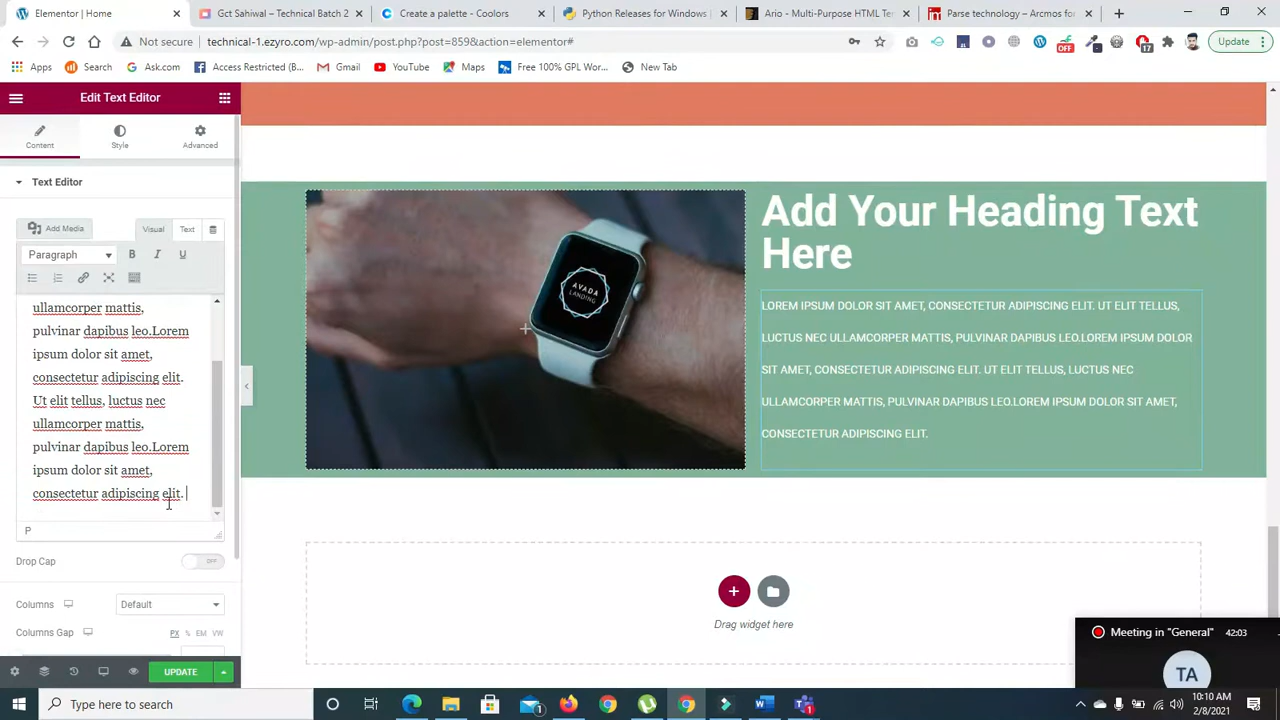 Elementor
Gct Sahiwal | Technical Batch 2
Create a palette - Coolors
Python Releases for Windows
Ario - Multi-Purpose HTML Tem
Parse technology – Arcmos for
Not secure
technical-1.ezyro.com/wp-admin/post.php?post=859&action=elementor#
OFF
17
Update
Apps
Search
Ask.com
Access Restricted (B...
Gmail
YouTube
Maps
Free 100% GPL Wor...
New Tab
Edit Text Editor
Content
Style
Advanced
Text Editor
Add Media
Visual
Text
Paragraph
B
I
U
ullamcorper mattis,
pulvinar dapibus leo.Lorem
ipsum dolor sit amet,
consectetur adipiscing elit.
Ut elit tellus, luctus nec
ullamcorper mattis,
pulvinar dapibus leo.Lorem
ipsum dolor sit amet,
consectetur adipiscing elit.
P
Drop Cap
OFF
Columns
Default
Columns Gap
PX
%
EM
VW
UPDATE
AVADA
LANDING
Add Your Heading Text
Here
LOREM IPSUM DOLOR SIT AMET, CONSECTETUR ADIPISCING ELIT. UT ELIT TELLUS,
LUCTUS NEC ULLAMCORPER MATTIS, PULVINAR DAPIBUS LEO.LOREM IPSUM DOLOR
SIT AMET, CONSECTETUR ADIPISCING ELIT. UT ELIT TELLUS, LUCTUS NEC
ULLAMCORPER MATTIS, PULVINAR DAPIBUS LEO.LOREM IPSUM DOLOR SIT AMET,
CONSECTETUR ADIPISCING ELIT.
Drag widget here
Meeting in "General"
42:03
TA
Type here to search
10:10 AM
2/8/2021